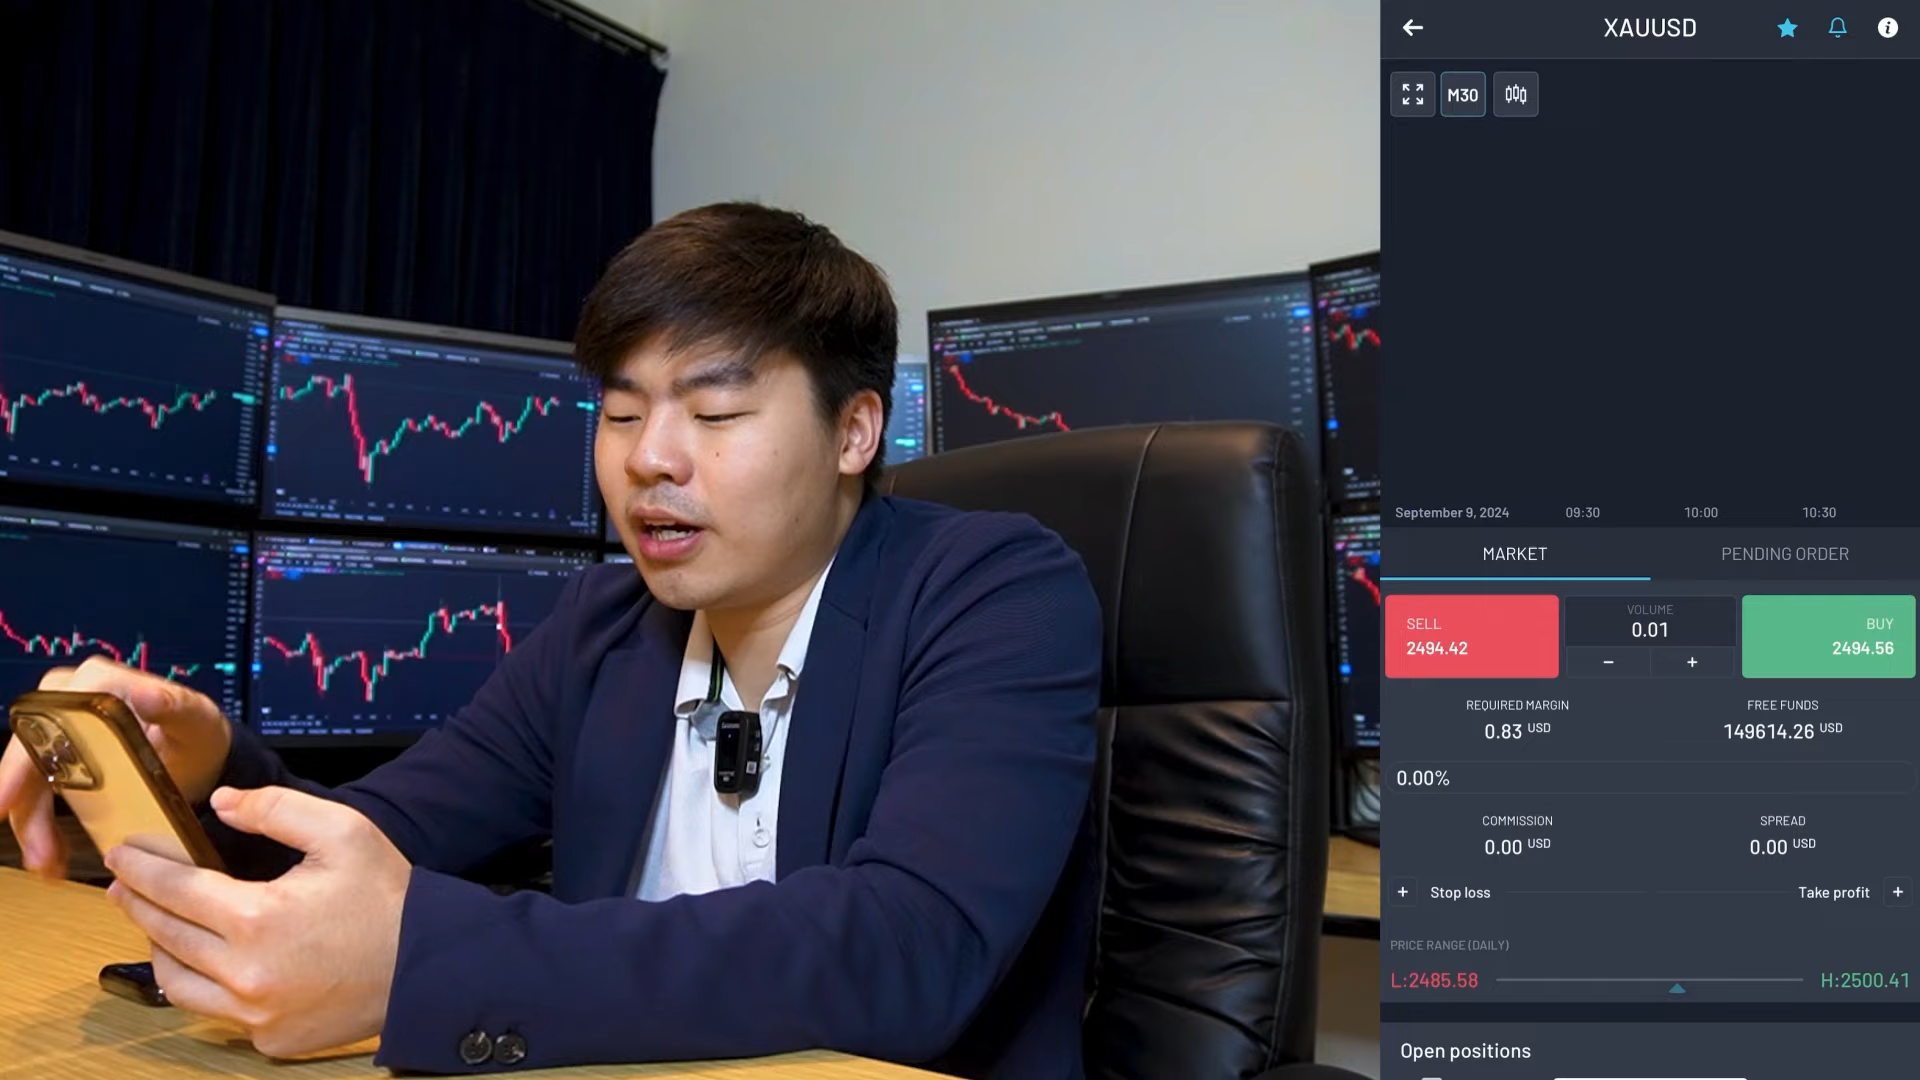 XAUUSD
M30
September 9, 2024 09:30 10:00 10:30
MARKET PENDING ORDER
SELL
2494.42
VOLUME
0.01
− +
BUY
2494.56
REQUIRED MARGIN
0.83 USD
FREE FUNDS
149614.26 USD
0.00%
COMMISSION
0.00 USD
SPREAD
0.00 USD
+ Stop loss
Take profit +
PRICE RANGE (DAILY)
L:2485.58
H:2500.41
Open positions